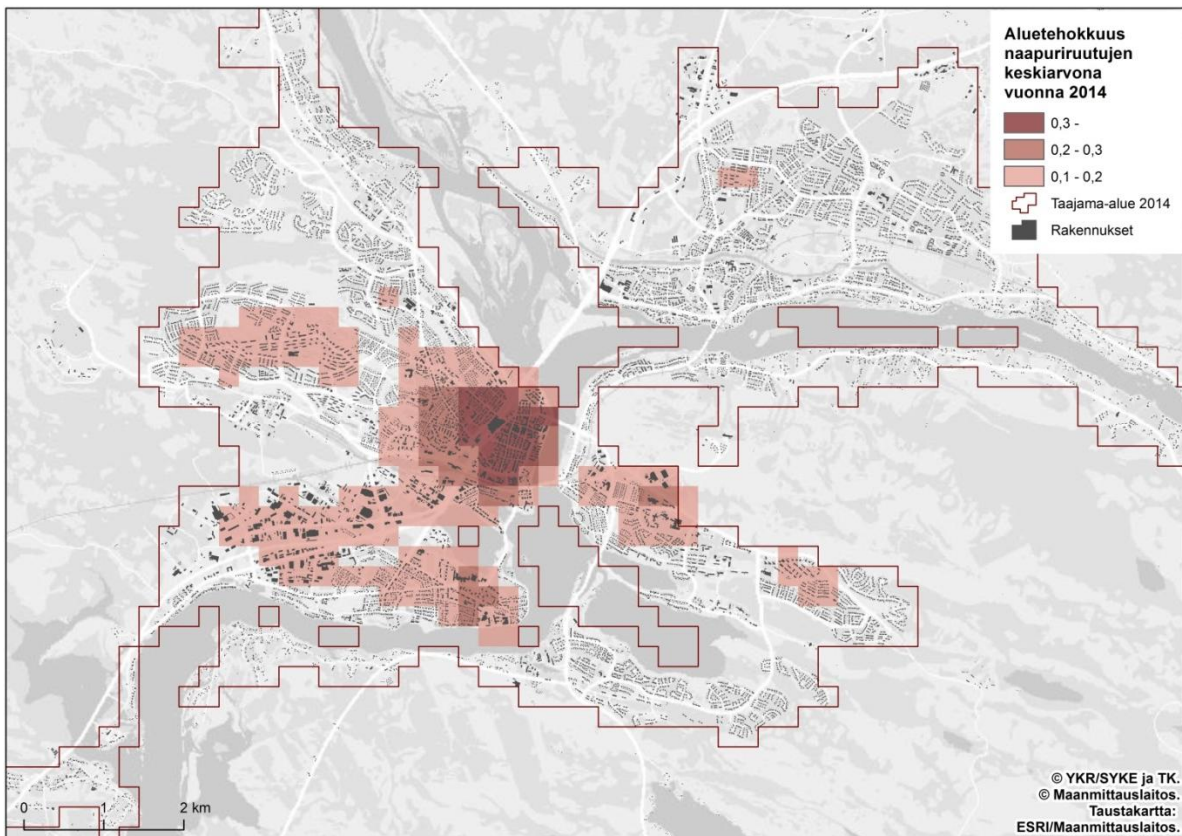 Aluetehokkuus
naapuriruutujen
keskiarvona
vuonna 2014
0,3 -
0,2 - 0,3
0,1 - 0,2
Taajama-alue 2014
Rakennukset
0 1 2 km
© YKR/SYKE ja TK.
© Maanmittauslaitos.
Taustakartta:
ESRI/Maanmittauslaitos.